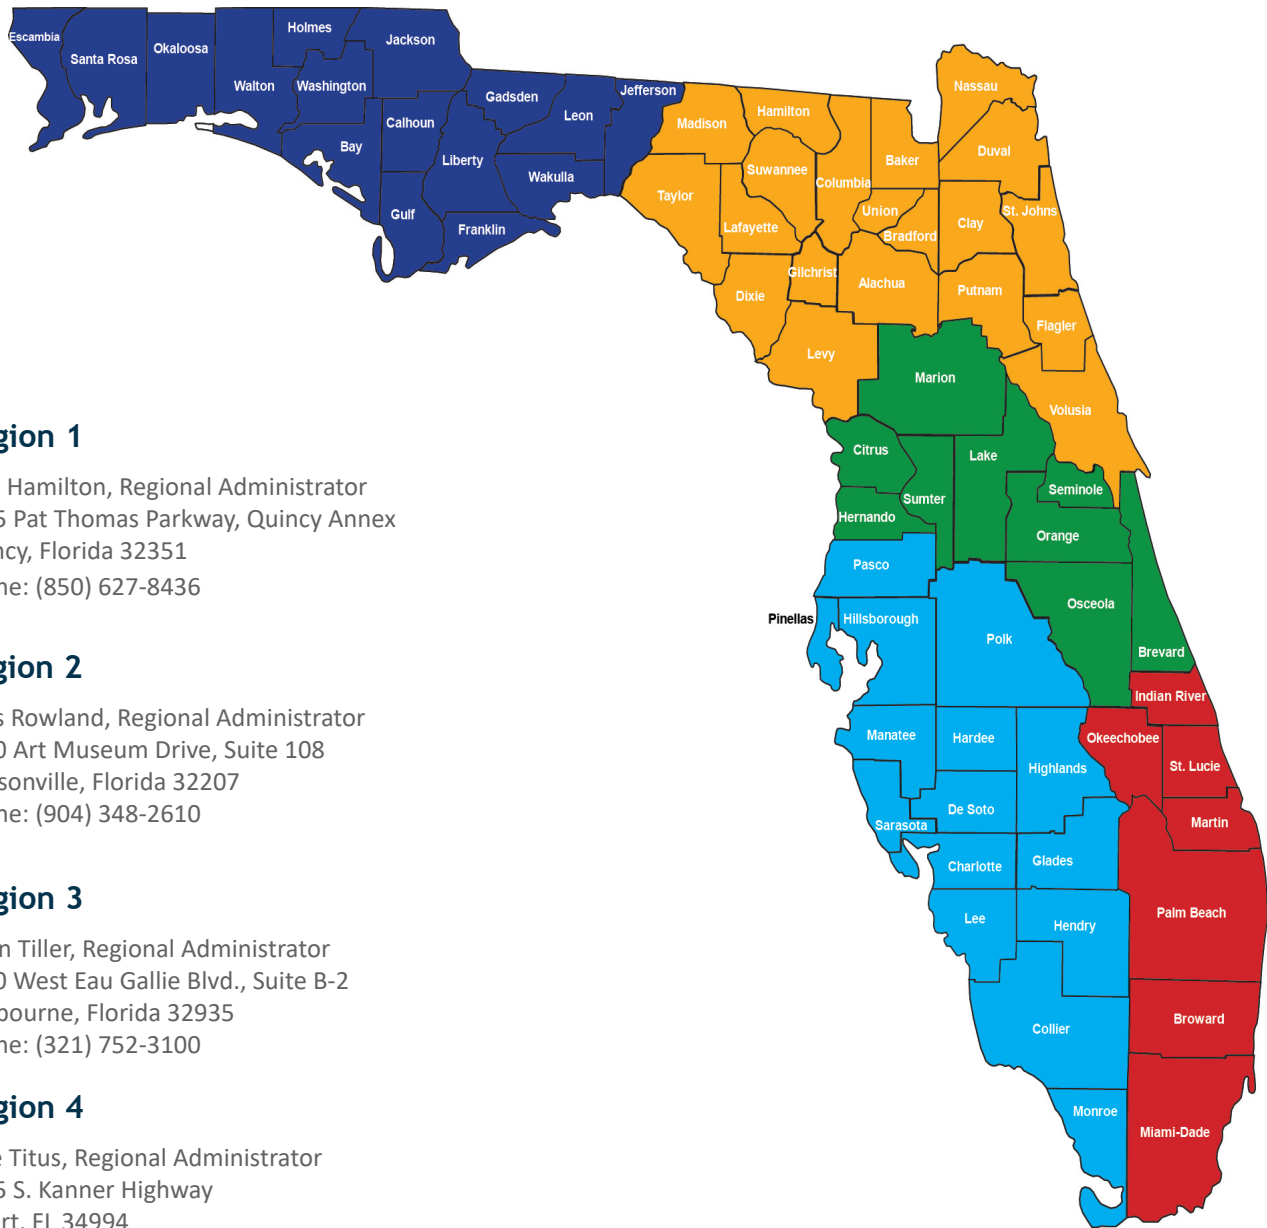 Escambia
Santa Rosa
Okaloosa
Holmes
Jackson
Walton
Washington
Gadsden
Jefferson
Leon
Calhoun
Bay
Liberty
Wakulla
Gulf
Franklin
Madison
Hamilton
Nassau
Duval
Baker
Suwannee
Columbia
Taylor
Union
St. Johns
Lafayette
Bradford
Clay
Gilchrist
Alachua
Dixie
Putnam
Flagler
Levy
Marion
Volusia
Citrus
Lake
Seminole
Sumter
Hernando
Orange
Pasco
Osceola
Pinellas
Hillsborough
Polk
Brevard
Indian River
Manatee
Hardee
Okeechobee
Highlands
St. Lucie
De Soto
Sarasota
Martin
Charlotte
Glades
Lee
Hendry
Palm Beach
Collier
Broward
Monroe
Miami-Dade
gion 1
Hamilton, Regional Administrator
5 Pat Thomas Parkway, Quincy Annex
ncy, Florida 32351
ne: (850) 627-8436
gion 2
s Rowland, Regional Administrator
0 Art Museum Drive, Suite 108
sonville, Florida 32207
ne: (904) 348-2610
gion 3
n Tiller, Regional Administrator
0 West Eau Gallie Blvd., Suite B-2
bourne, Florida 32935
ne: (321) 752-3100
gion 4
e Titus, Regional Administrator
5 S. Kanner Highway
rt, FL 34994